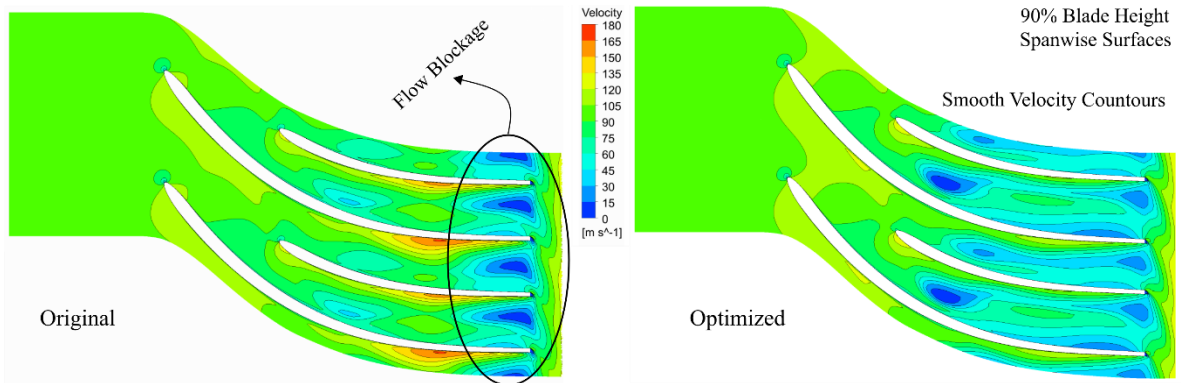 Flow Blockage
Velocity
180
165
150
135
120
105
90
75
60
45
30
15
0
[m s^-1]
Original
90% Blade Height
Spanwise Surfaces
Smooth Velocity Countours
Optimized